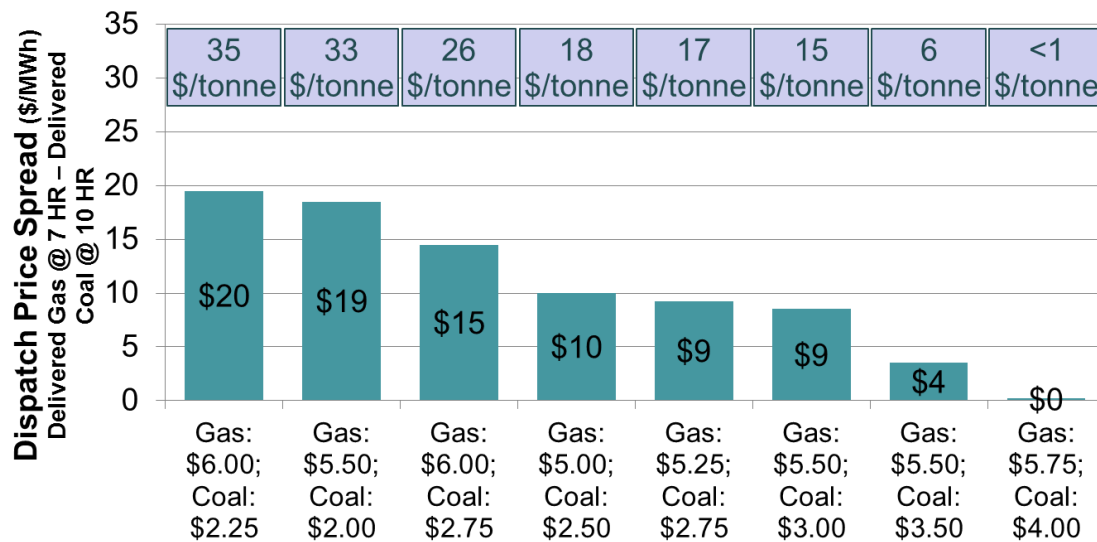 Dispatch Price Spread ($/MWh)
Delivered Gas @ 7 HR – Delivered
Coal @ 10 HR
35
30
25
20
15
10
5
0
35
$/tonne
33
$/tonne
26
$/tonne
18
$/tonne
17
$/tonne
15
$/tonne
6
$/tonne
<1
$/tonne
$20
$19
$15
$10
$9
$9
$4
$0
Gas:
$6.00;
Coal:
$2.25
Gas:
$5.50;
Coal:
$2.00
Gas:
$6.00;
Coal:
$2.75
Gas:
$5.00;
Coal:
$2.50
Gas:
$5.25;
Coal:
$2.75
Gas:
$5.50;
Coal:
$3.00
Gas:
$5.50;
Coal:
$3.50
Gas:
$5.75;
Coal:
$4.00